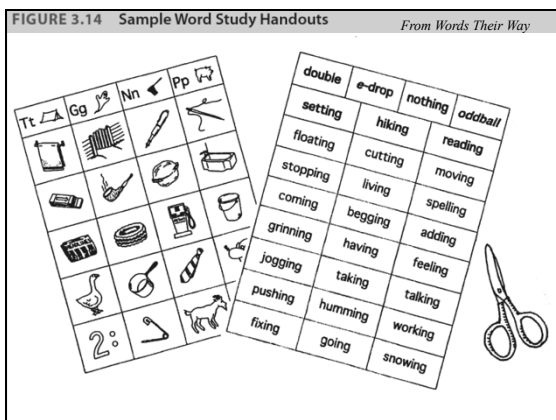 FIGURE 3.14 Sample Word Study Handouts
From Words Their Way
Tt Gg Nn Pp
2:
double e-drop nothing oddball
setting hiking reading
floating cutting moving
stopping living spelling
coming begging adding
grinning having feeling
jogging taking talking
pushing humming working
fixing going snowing